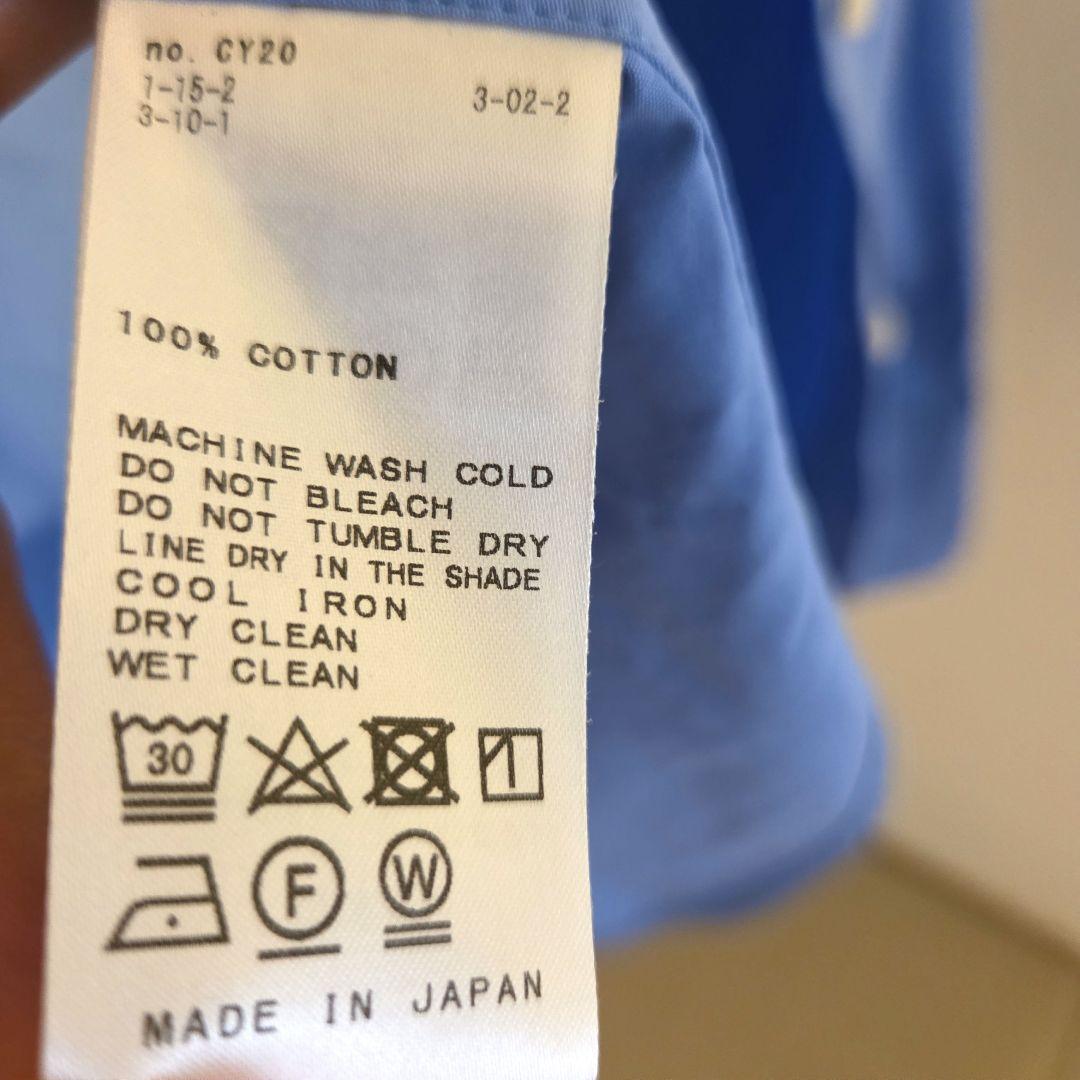 no. CY20
1-15-2 3-02-2
3-10-1
100% COTTON
MACHINE WASH COLD
DO NOT BLEACH
DO NOT TUMBLE DRY
LINE DRY IN THE SHADE
COOL IRON
DRY CLEAN
WET CLEAN
30
F W
MADE IN JAPAN